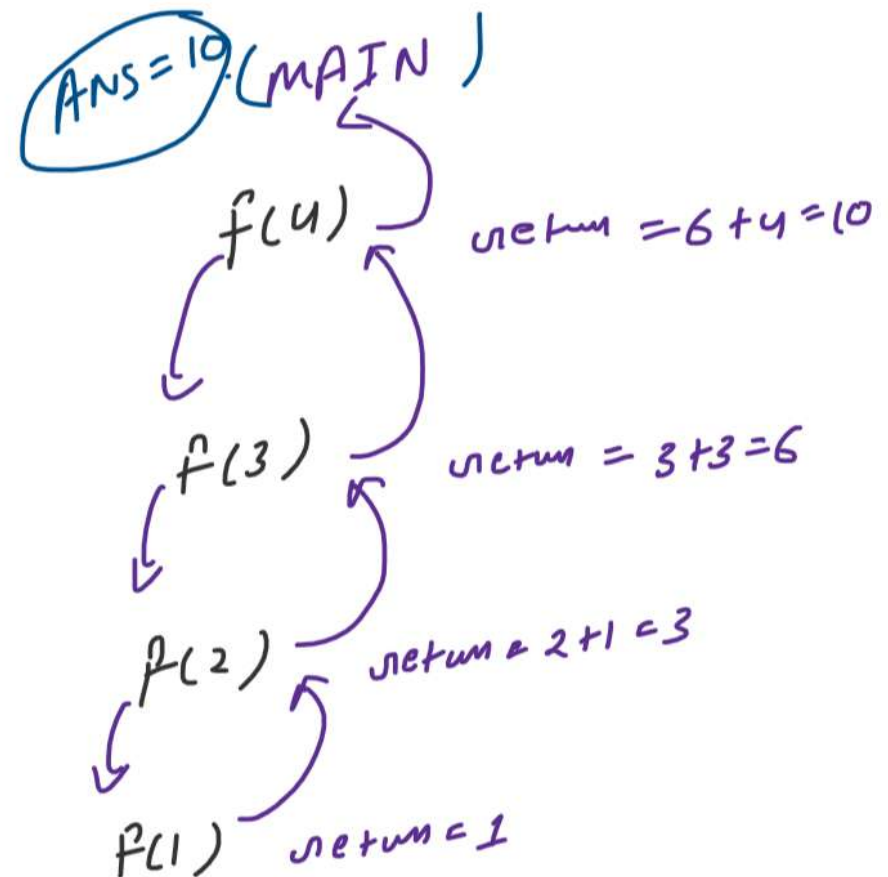 ANS=10 (MAIN)
f(4) return =6+4=10
f(3) return = 3+3=6
f(2) return = 2+1=3
f(1) return = 1